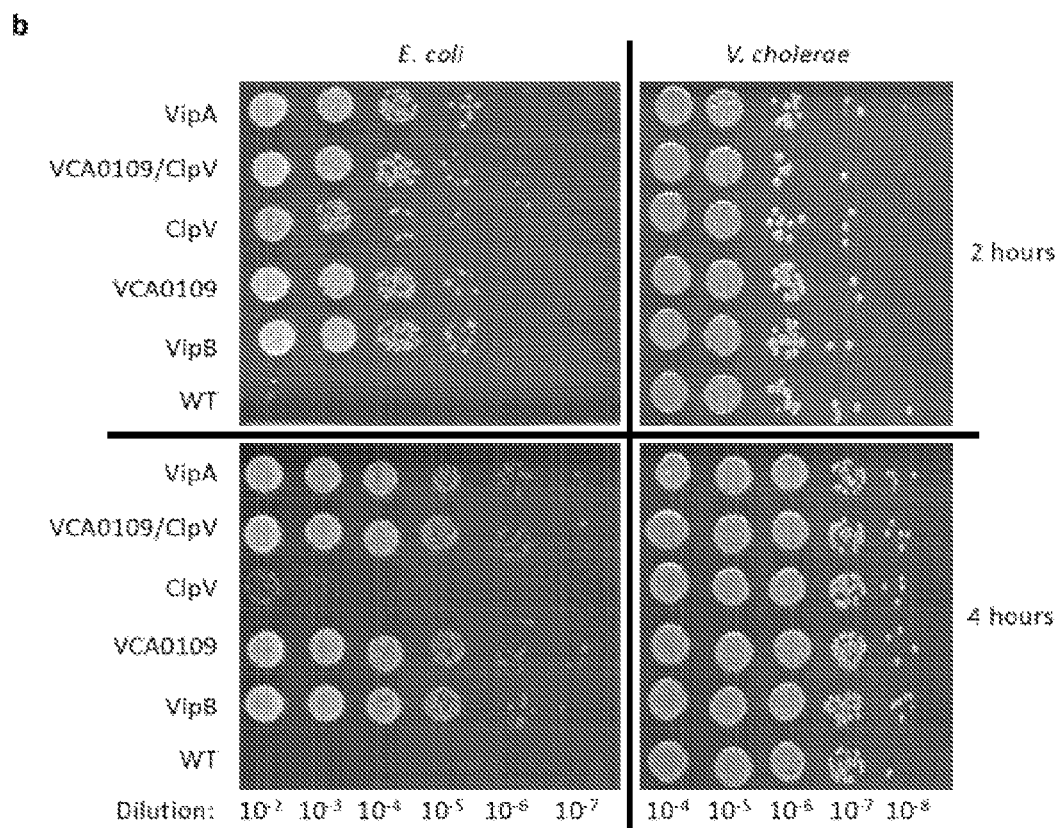 b
E. coli V. cholerae
VipA
VCA0109/ClpV
ClpV
VCA0109
VipB
WT
2 hours
VipA
VCA0109/ClpV
ClpV
VCA0109
VipB
WT
4 hours
Dilution: 10-2 10-3 10-4 10-5 10-6 10-7 10-4 10-5 10-6 10-7 10-8